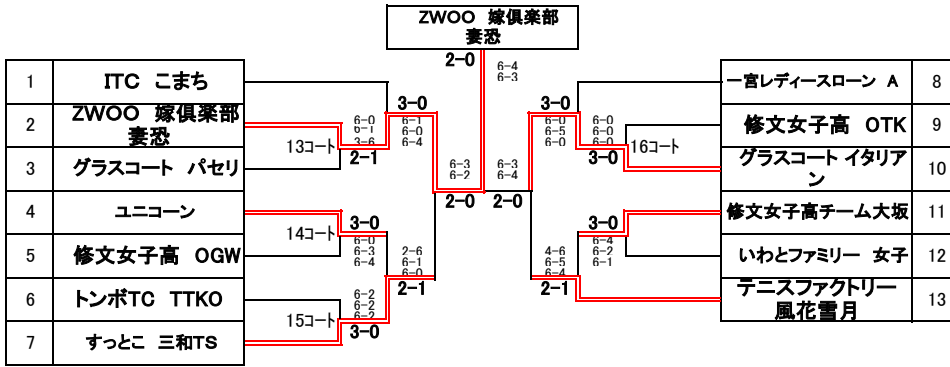 ZWOO 嫁倶楽部
妻恐
2-0
6-4
6-3
1 ITC こまち
2 ZWOO 嫁倶楽部
妻恐
3 グラスコート パセリ
4 ユニコーン
5 修文女子高 OGW
6 トンボTC TTKO
7 すっとこ 三和TS
13コート
6-0
6-1
3-6
2-1
3-0
6-1
6-0
6-4
14コート
3-0
6-0
6-3
6-4
15コート
6-2
6-2
6-2
3-0
2-6
6-1
6-0
2-1
6-3
6-2
2-0
6-3
6-4
2-0
3-0
6-0
6-5
6-0
6-0
6-0
6-0
3-0
16コート
3-0
6-4
6-2
6-1
4-6
6-5
6-4
2-1
一宮レディースローン A 8
修文女子高 OTK 9
グラスコート イタリア
ン 10
修文女子高チーム大坂 11
いわとファミリー 女子 12
テニスファクトリー
風花雪月 13